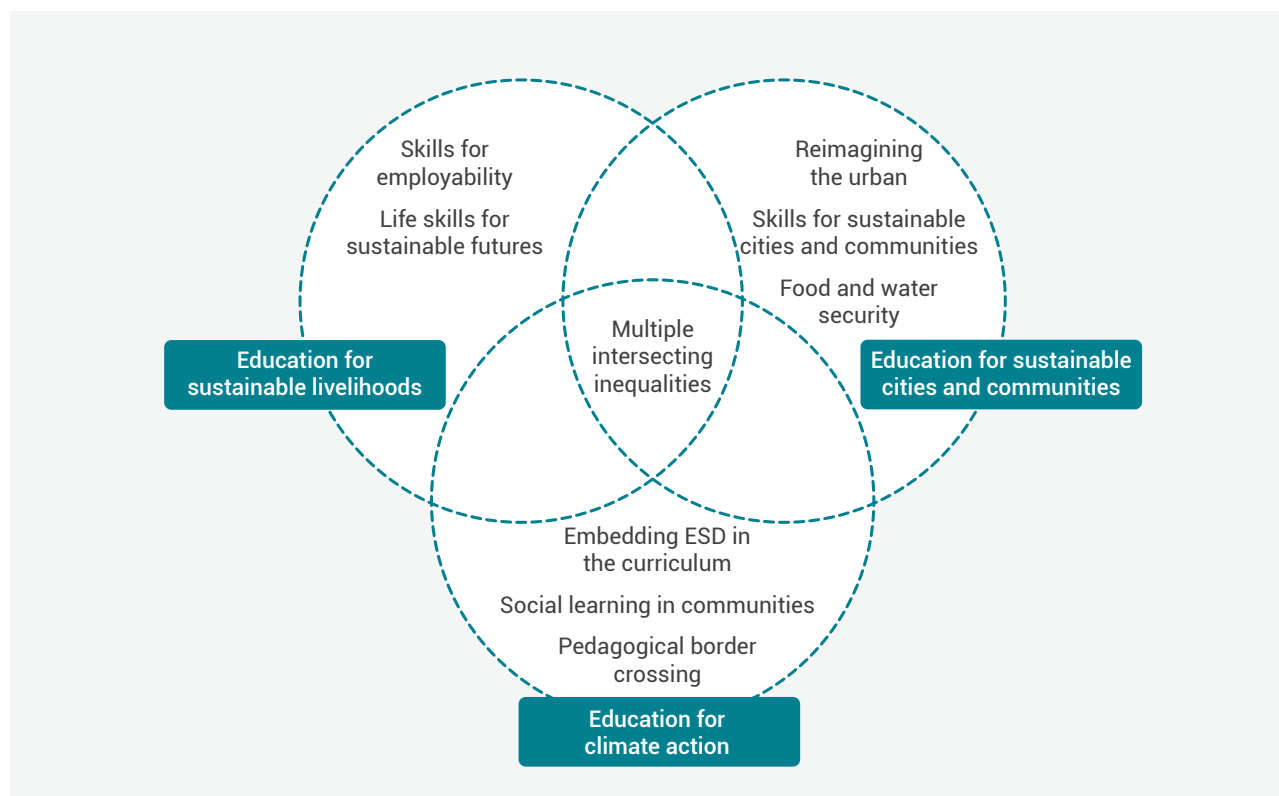 Skills for
employability
Life skills for
sustainable futures
Education for
sustainable livelihoods
Reimagining
the urban
Skills for sustainable
cities and communities
Food and water
security
Education for sustainable
cities and communities
Multiple
intersecting
inequalities
Embedding ESD in
the curriculum
Social learning in communities
Pedagogical border
crossing
Education for
climate action